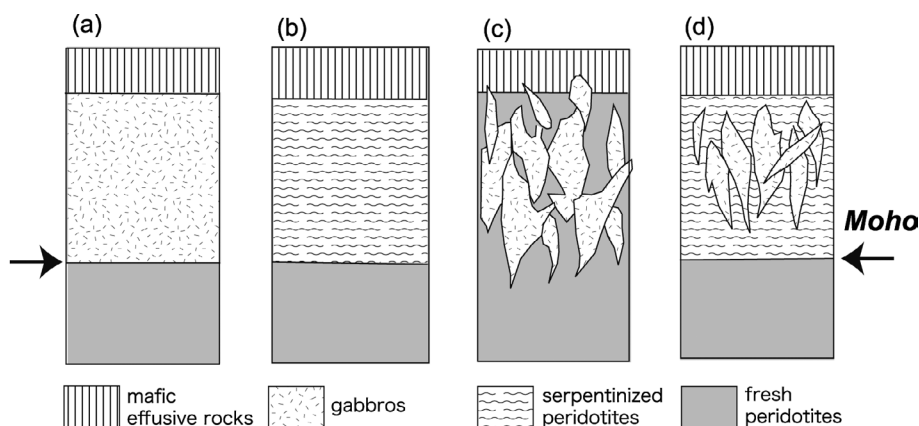 (a)
(b)
(c)
(d)
Moho
mafic
effusive rocks
gabbros
serpentinized
peridotites
fresh
peridotites